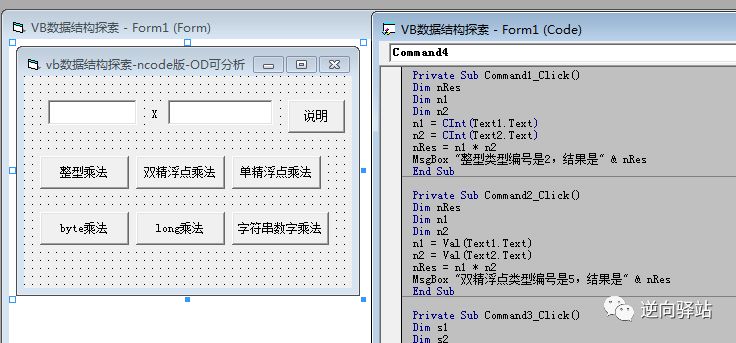 VB数据结构探索 - Form1 (Form)
vb数据结构探索-ncode版-OD可分析
X
说明
整型乘法
双精浮点乘法
单精浮点乘法
byte乘法
long乘法
字符串数字乘法
VB数据结构探索 - Form1 (Code)
Command4
Private Sub Command1_Click()
Dim nRes
Dim n1
Dim n2
n1 = CInt(Text1.Text)
n2 = CInt(Text2.Text)
nRes = n1 * n2
MsgBox "整型类型编号是2，结果是" & nRes
End Sub
Private Sub Command2_Click()
Dim nRes
Dim n1
Dim n2
n1 = Val(Text1.Text)
n2 = Val(Text2.Text)
nRes = n1 * n2
MsgBox "双精浮点类型编号是5，结果是" & nRes
End Sub
Private Sub Command3_Click()
Dim s1
Dim s2
逆向驿站